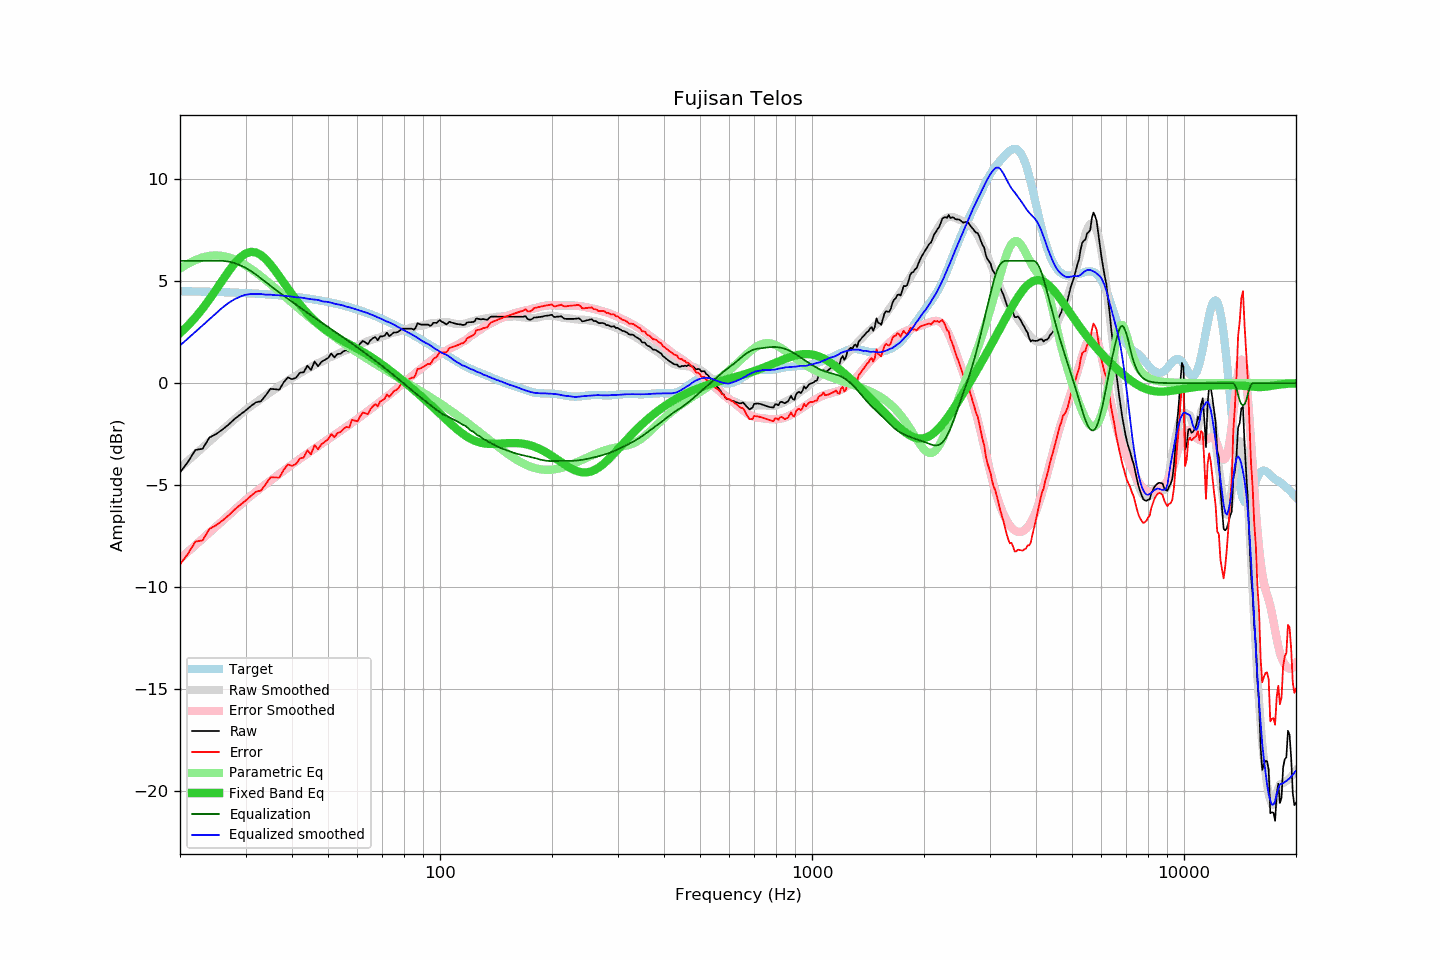 Fujisan Telos
Amplitude (dBr)
10
5
0
−5
−10
−15
−20
Target
Raw Smoothed
Error Smoothed
Raw
Error
Parametric Eq
Fixed Band Eq
Equalization
Equalized smoothed
100
1000
10000
Frequency (Hz)